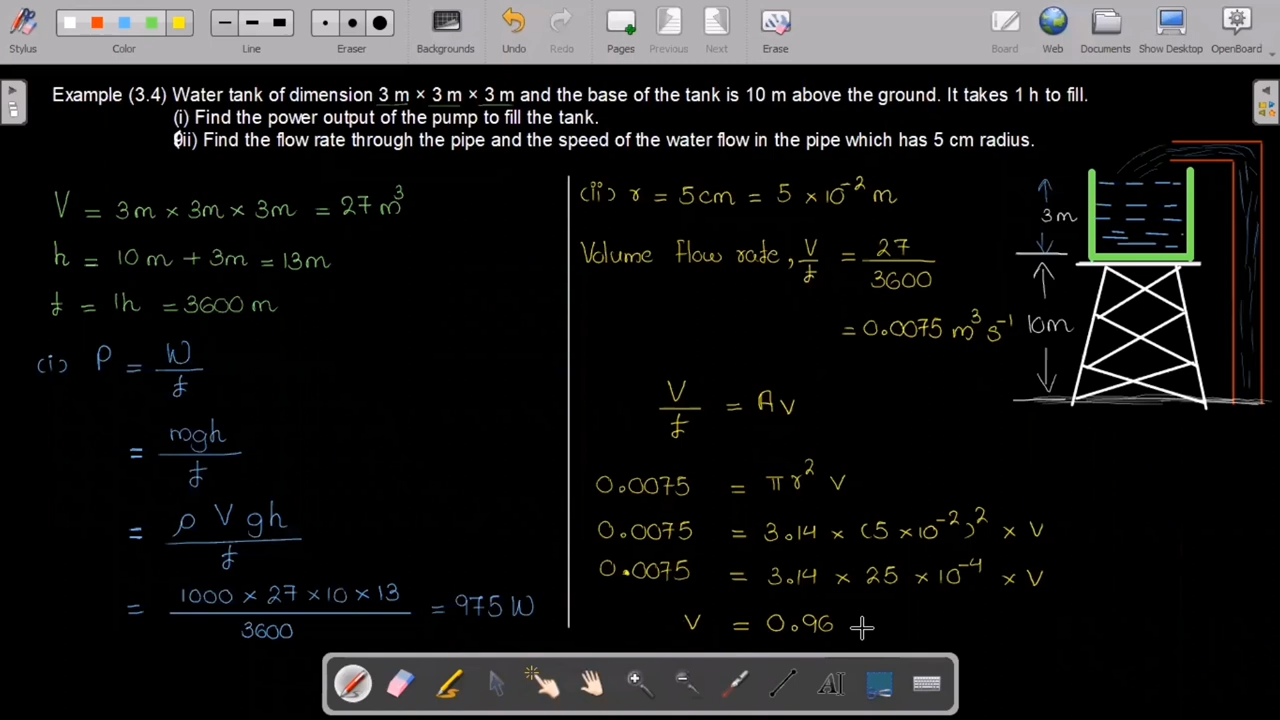 Stylus Color Line Eraser Backgrounds Undo Redo Pages Previous Next Erase Board Web Documents Show Desktop OpenBoard
Example (3.4) Water tank of dimension 3 m × 3 m × 3 m and the base of the tank is 10 m above the ground. It takes 1 h to fill.
(i) Find the power output of the pump to fill the tank.
(ii) Find the flow rate through the pipe and the speed of the water flow in the pipe which has 5 cm radius.
V = 3m × 3m × 3m = 27 m³
h = 10 m + 3m = 13m
t = 1h = 3600 m
(i) P = W/t
= mgh/t
= ρ V gh/t
= 1000 × 27 × 10 × 13 / 3600 = 975 W
(ii) r = 5cm = 5 × 10⁻² m
Volume flow rate, V/t = 27/3600
= 0.0075 m³ s⁻¹
V/t = A v
0.0075 = π r² v
0.0075 = 3.14 × (5 × 10⁻²)² × v
0.0075 = 3.14 × 25 × 10⁻⁴ × v
v = 0.96
3m
10m
AI